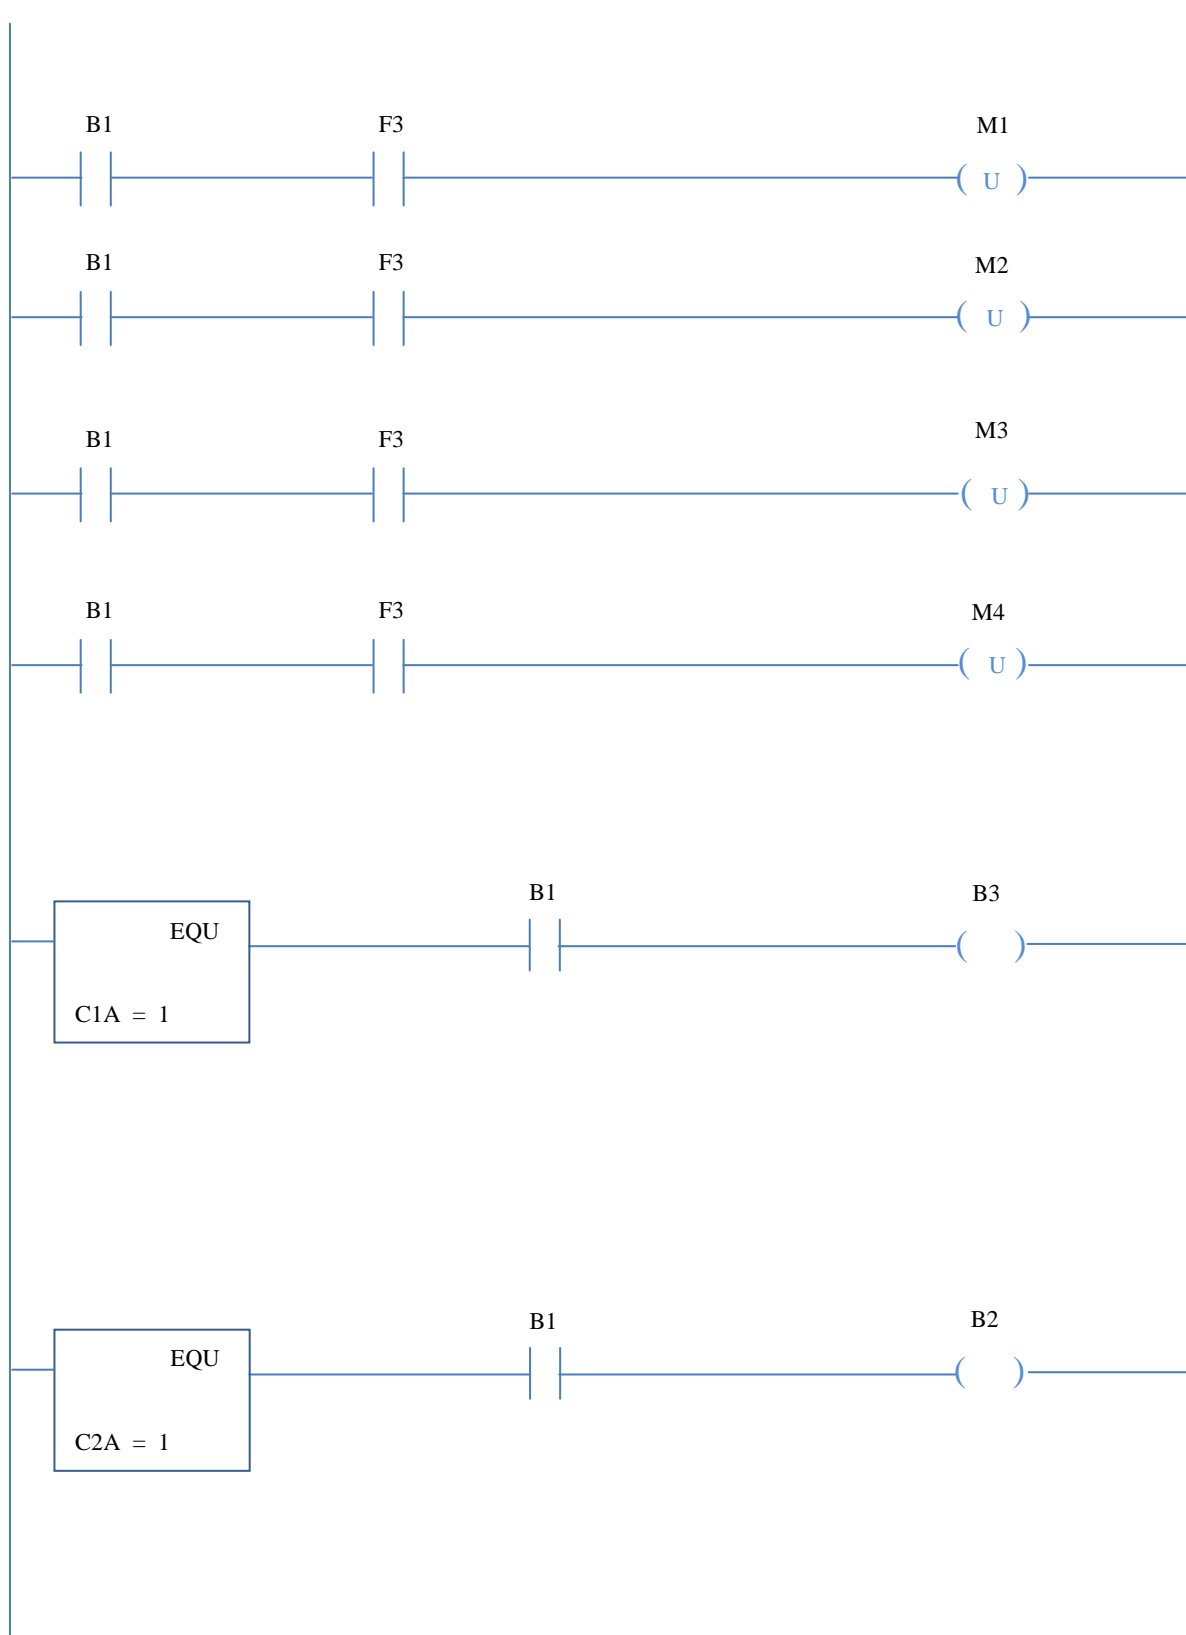 B1 F3 M1
U
B1 F3 M2
U
B1 F3 M3
U
B1 F3 M4
U
B1 B3
EQU
C1A = 1
B1 B2
EQU
C2A = 1